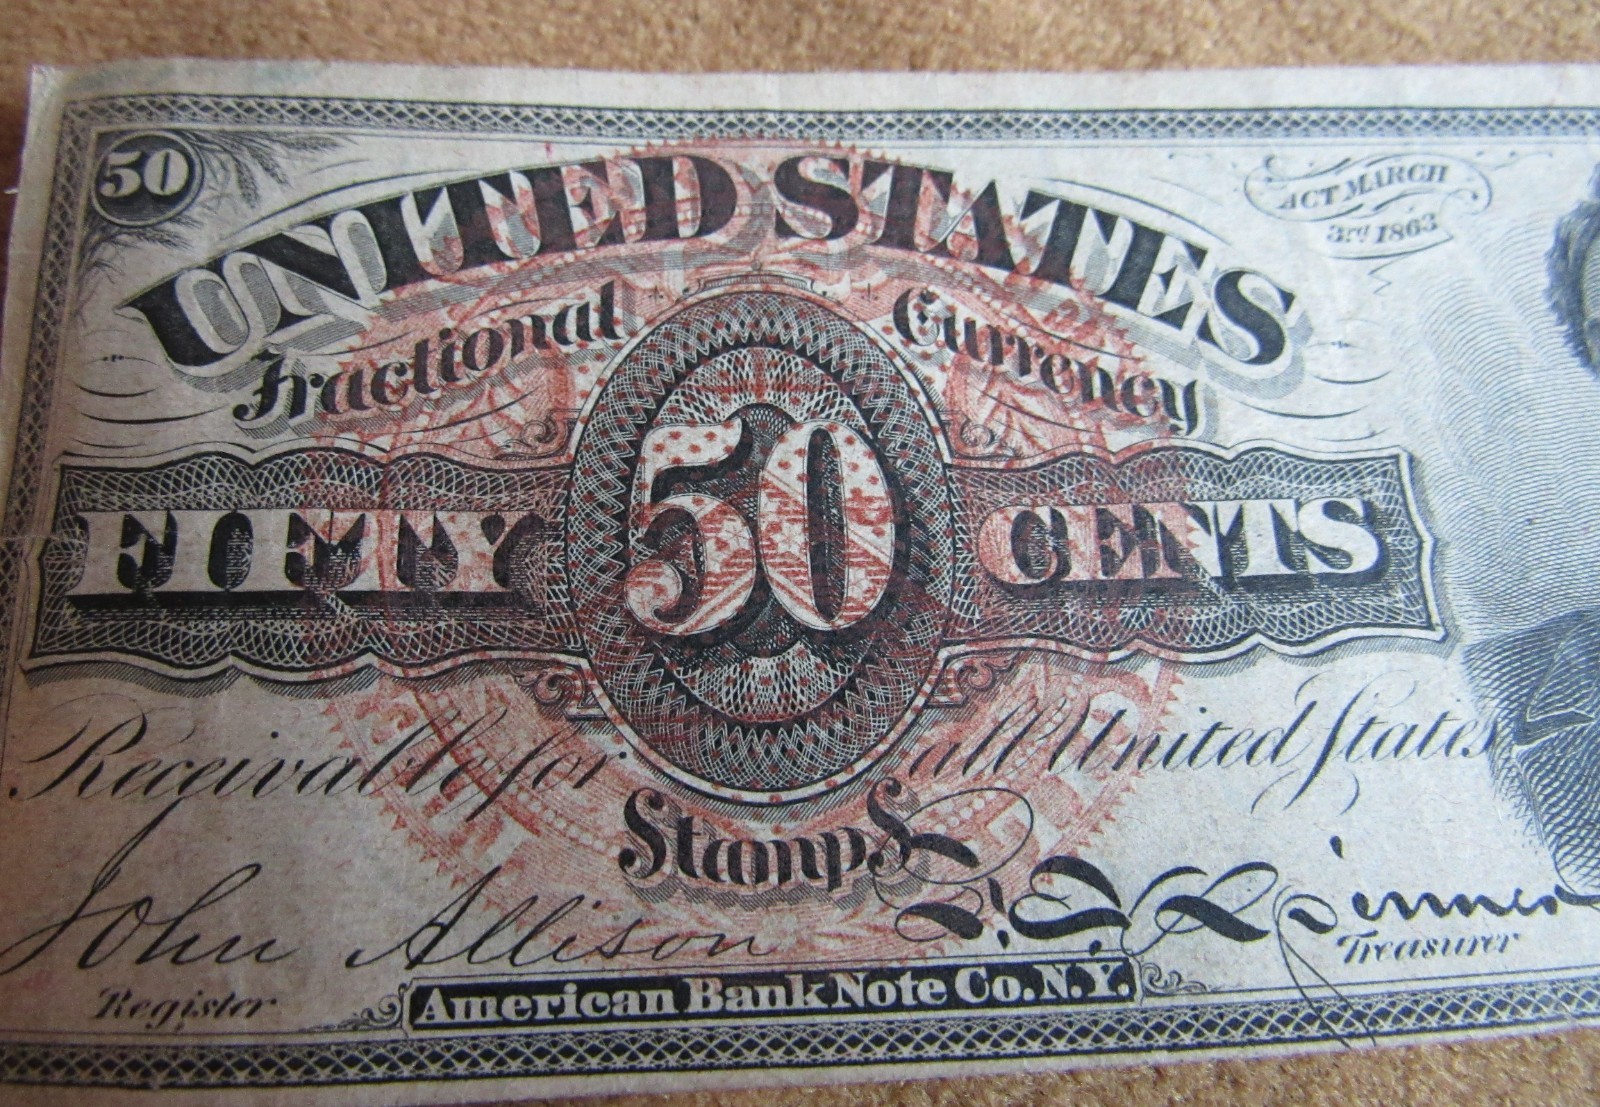 50
UNITED STATES
ACT MARCH
3rd 1863
Fractional Currency
FIFTY 50 CENTS
Receivable for all United States
Stamps
John Allison
Register
Treasurer
American Bank Note Co. N.Y.